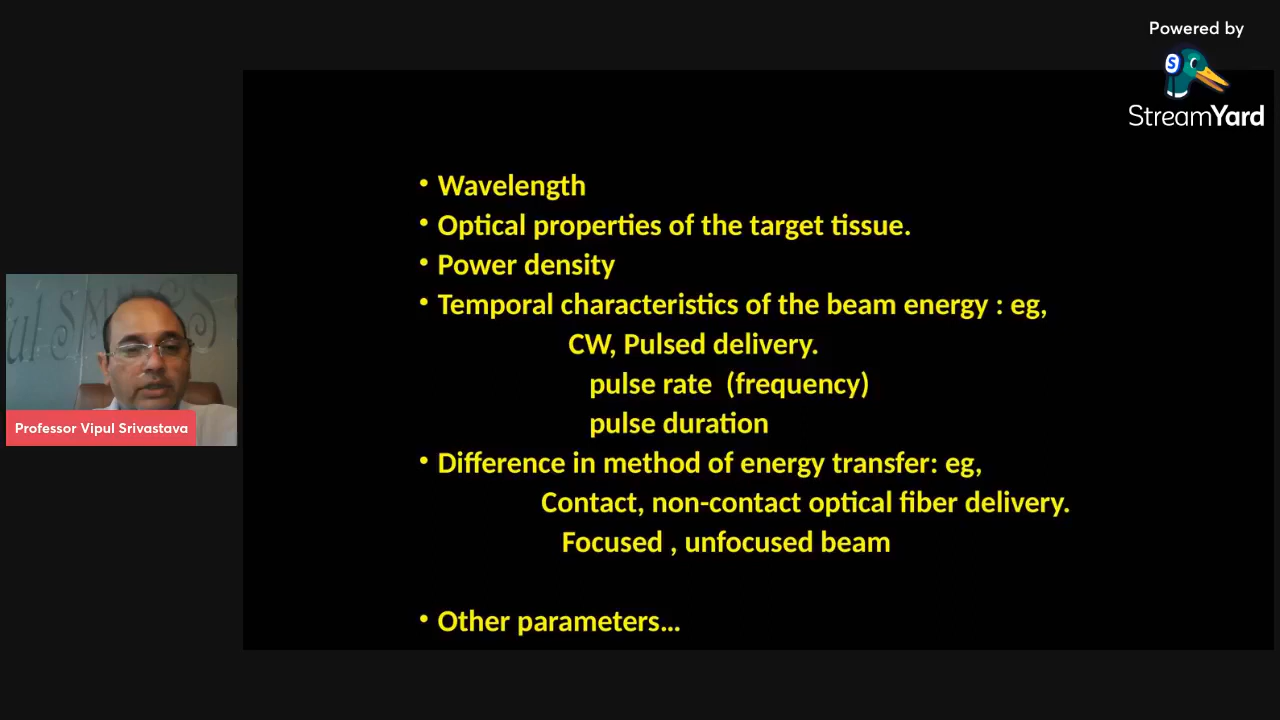 Powered by
StreamYard
• Wavelength
• Optical properties of the target tissue.
• Power density
• Temporal characteristics of the beam energy : eg,
CW, Pulsed delivery.
pulse rate (frequency)
pulse duration
• Difference in method of energy transfer: eg,
Contact, non-contact optical fiber delivery.
Focused , unfocused beam
• Other parameters...
Professor Vipul Srivastava